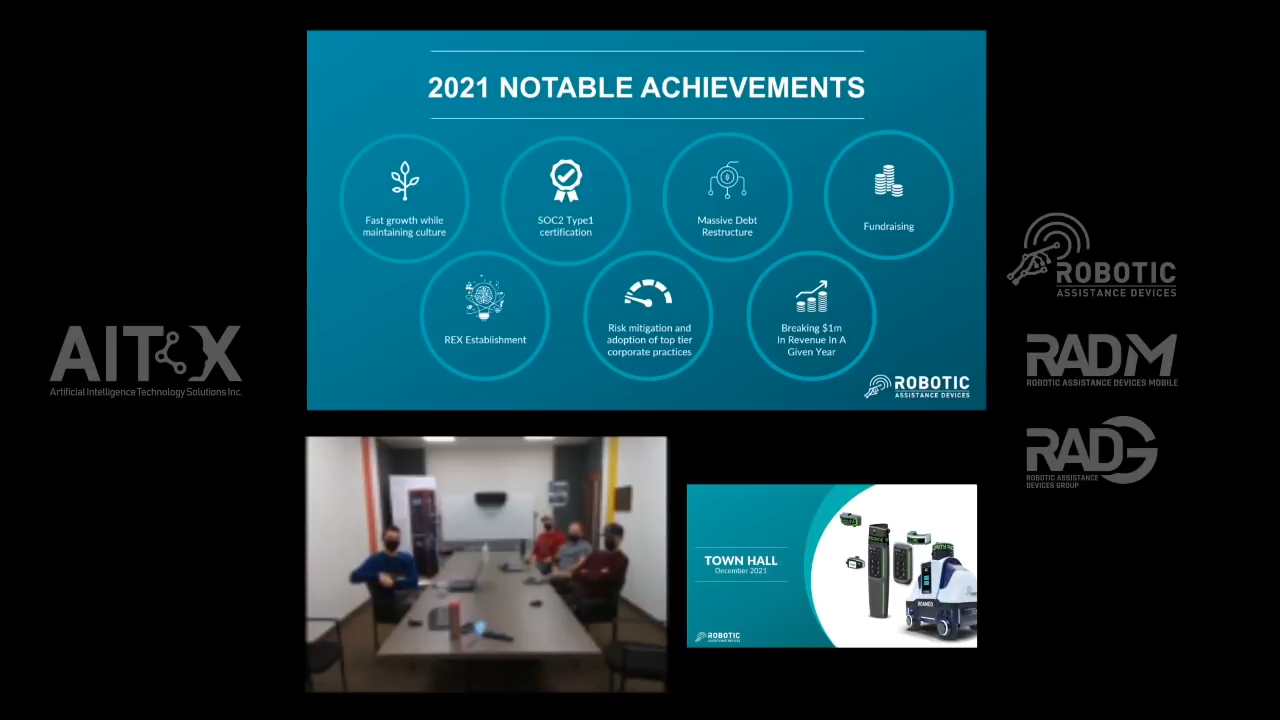 2021 NOTABLE ACHIEVEMENTS
Fast growth while
maintaining culture
SOC2 Type1
certification
Massive Debt
Restructure
Fundraising
REX Establishment
Risk mitigation and
adoption of top tier
corporate practices
Breaking $1m
In Revenue In A
Given Year
ROBOTIC
ASSISTANCE DEVICES
AITX
Artificial Intelligence Technology Solutions Inc.
ROBOTIC
ASSISTANCE DEVICES
RADM
ROBOTIC ASSISTANCE DEVICES MOBILE
RADG
ROBOTIC ASSISTANCE
DEVICES GROUP
TOWN HALL
December 2021
ROAMEO
ROBOTIC
ASSISTANCE DEVICES